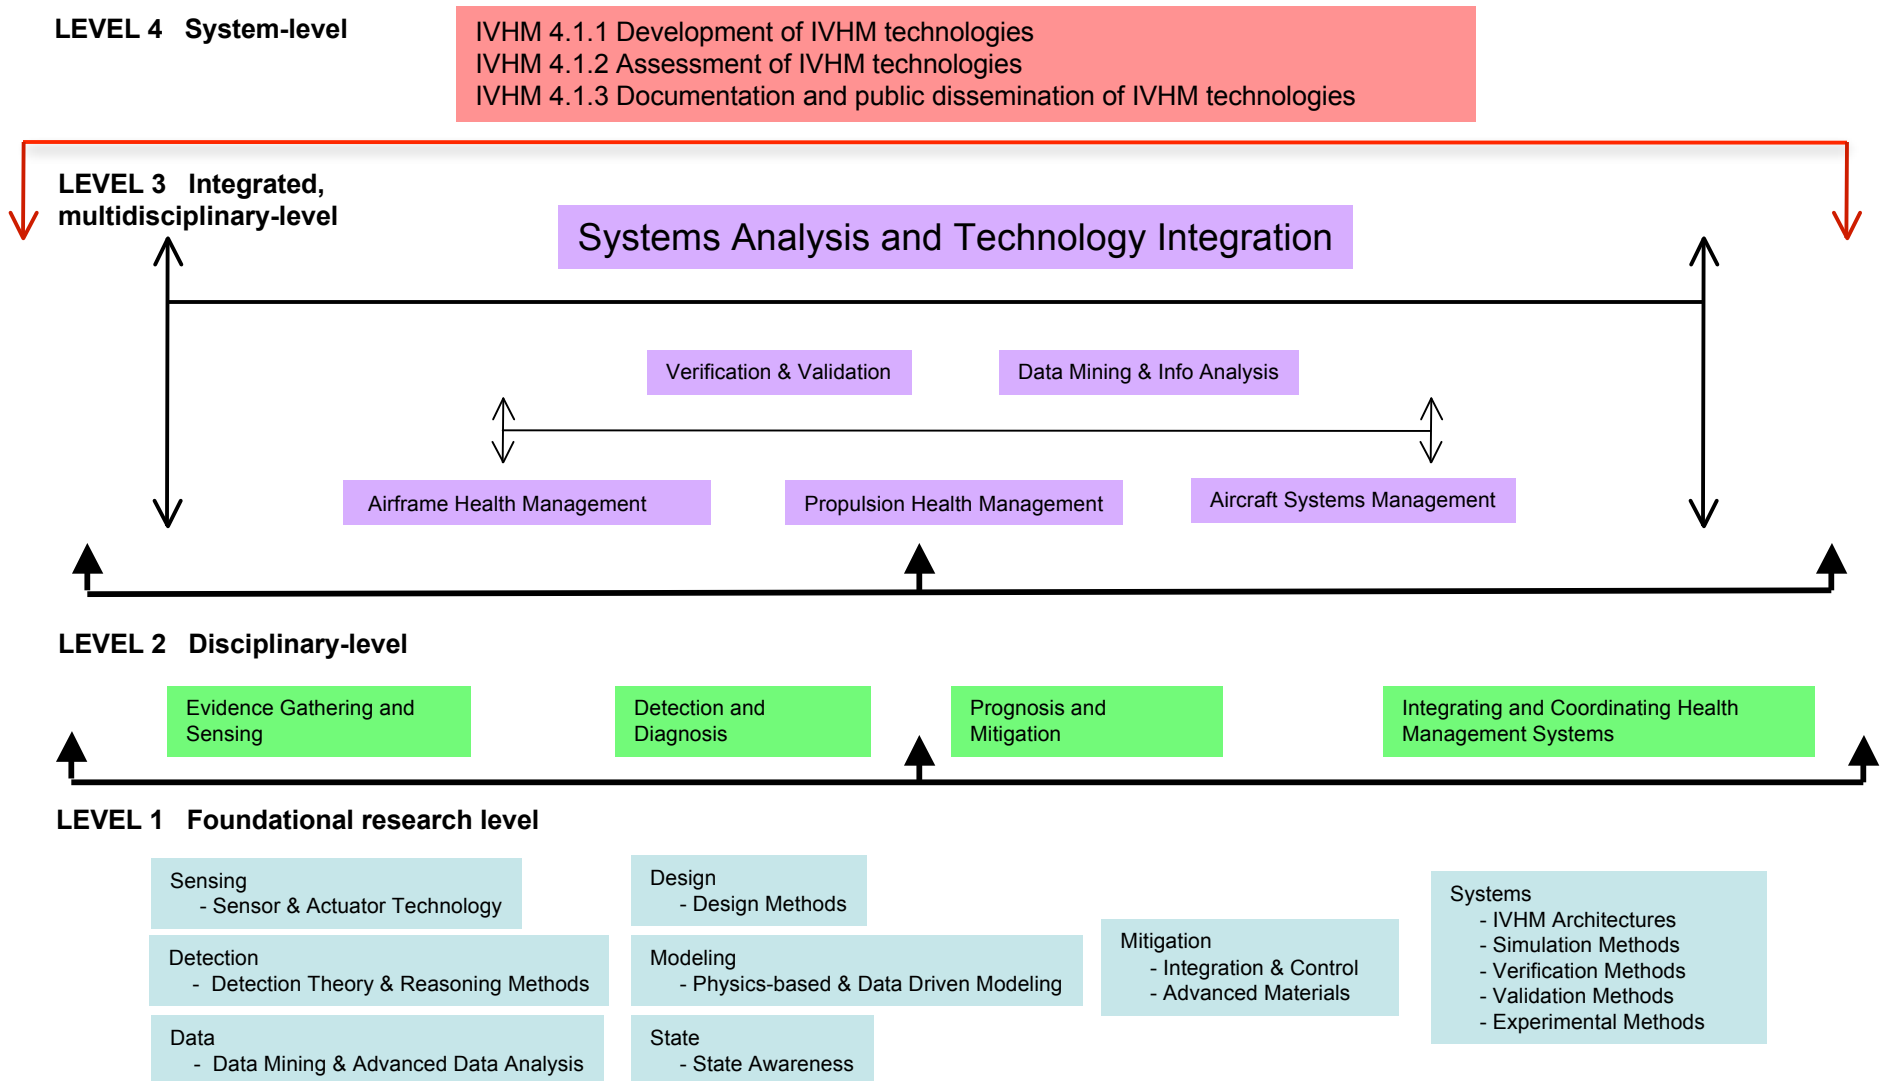 LEVEL 4 System-level
IVHM 4.1.1 Development of IVHM technologies
IVHM 4.1.2 Assessment of IVHM technologies
IVHM 4.1.3 Documentation and public dissemination of IVHM technologies
LEVEL 3 Integrated,
multidisciplinary-level
Systems Analysis and Technology Integration
Verification & Validation
Data Mining & Info Analysis
Airframe Health Management
Propulsion Health Management
Aircraft Systems Management
LEVEL 2 Disciplinary-level
Evidence Gathering and
Sensing
Detection and
Diagnosis
Prognosis and
Mitigation
Integrating and Coordinating Health
Management Systems
LEVEL 1 Foundational research level
Sensing
- Sensor & Actuator Technology
Detection
- Detection Theory & Reasoning Methods
Data
- Data Mining & Advanced Data Analysis
Design
- Design Methods
Modeling
- Physics-based & Data Driven Modeling
State
- State Awareness
Mitigation
- Integration & Control
- Advanced Materials
Systems
- IVHM Architectures
- Simulation Methods
- Verification Methods
- Validation Methods
- Experimental Methods